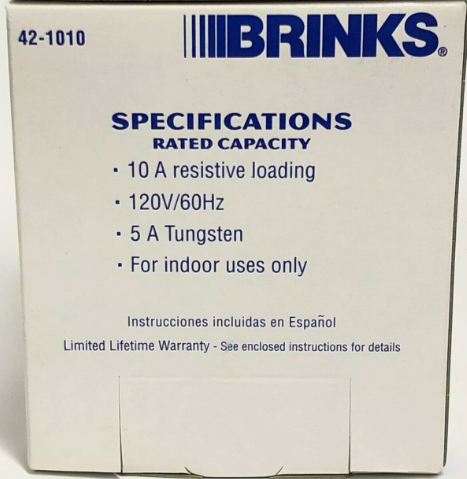 42-1010
BRINKS®
SPECIFICATIONS
RATED CAPACITY
· 10 A resistive loading
· 120V/60Hz
· 5 A Tungsten
· For indoor uses only
Instrucciones incluidas en Español
Limited Lifetime Warranty - See enclosed instructions for details